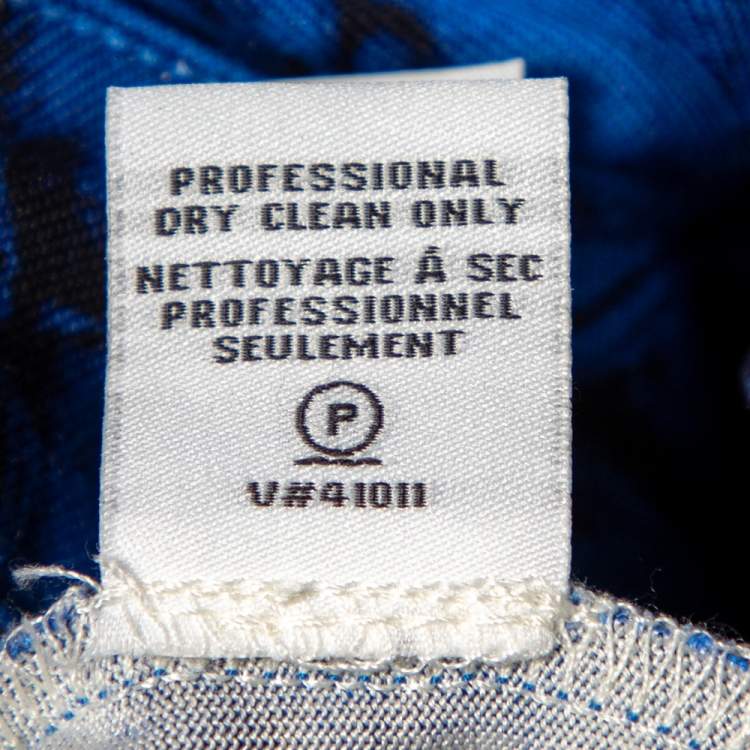 PROFESSIONAL
DRY CLEAN ONLY
NETTOYAGE Á SEC
PROFESSIONNEL
SEULEMENT
P
V#41011